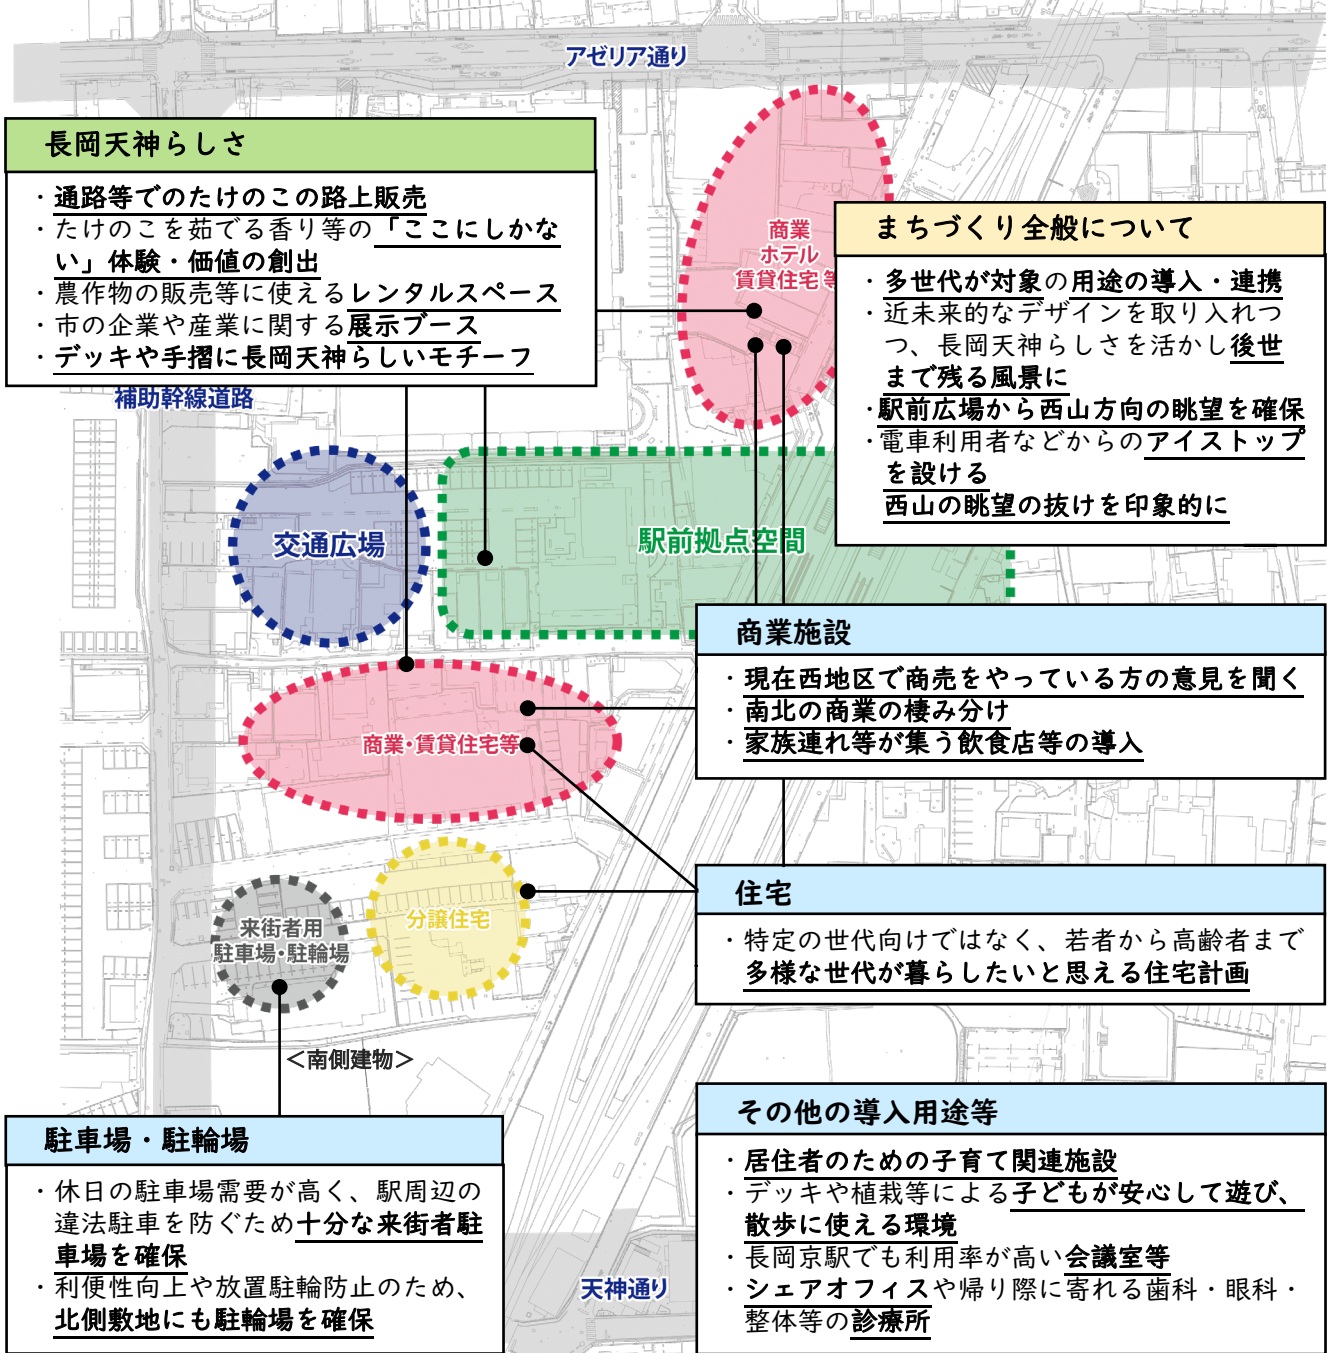 アゼリア通り
長岡天神らしさ
・通路等でのたけのこの路上販売
・たけのこを茹でる香り等の「ここにしかな
い」体験・価値の創出
・農作物の販売等に使えるレンタルスペース
・市の企業や産業に関する展示ブース
・デッキや手摺に長岡天神らしいモチーフ
商業
ホテル
賃貸住宅 等
まちづくり全般について
・多世代が対象の用途の導入・連携
・近未来的なデザインを取り入れつ
つ、長岡天神らしさを活かし後世
まで残る風景に
・駅前広場から西山方向の眺望を確保
・電車利用者などからのアイストップ
を設ける
西山の眺望の抜けを印象的に
補助幹線道路
交通広場
駅前拠点空間
商業施設
・現在西地区で商売をやっている方の意見を聞く
・南北の商業の棲み分け
・家族連れ等が集う飲食店等の導入
商業・賃貸住宅等
住宅
・特定の世代向けではなく、若者から高齢者まで
多様な世代が暮らしたいと思える住宅計画
分譲住宅
来街者用
駐車場・駐輪場
＜南側建物＞
駐車場・駐輪場
・休日の駐車場需要が高く、駅周辺の
違法駐車を防ぐため十分な来街者駐
車場を確保
・利便性向上や放置駐輪防止のため、
北側敷地にも駐輪場を確保
天神通り
その他の導入用途等
・居住者のための子育て関連施設
・デッキや植栽等による子どもが安心して遊び、
散歩に使える環境
・長岡京駅でも利用率が高い会議室等
・シェアオフィスや帰り際に寄れる歯科・眼科・
整体等の診療所